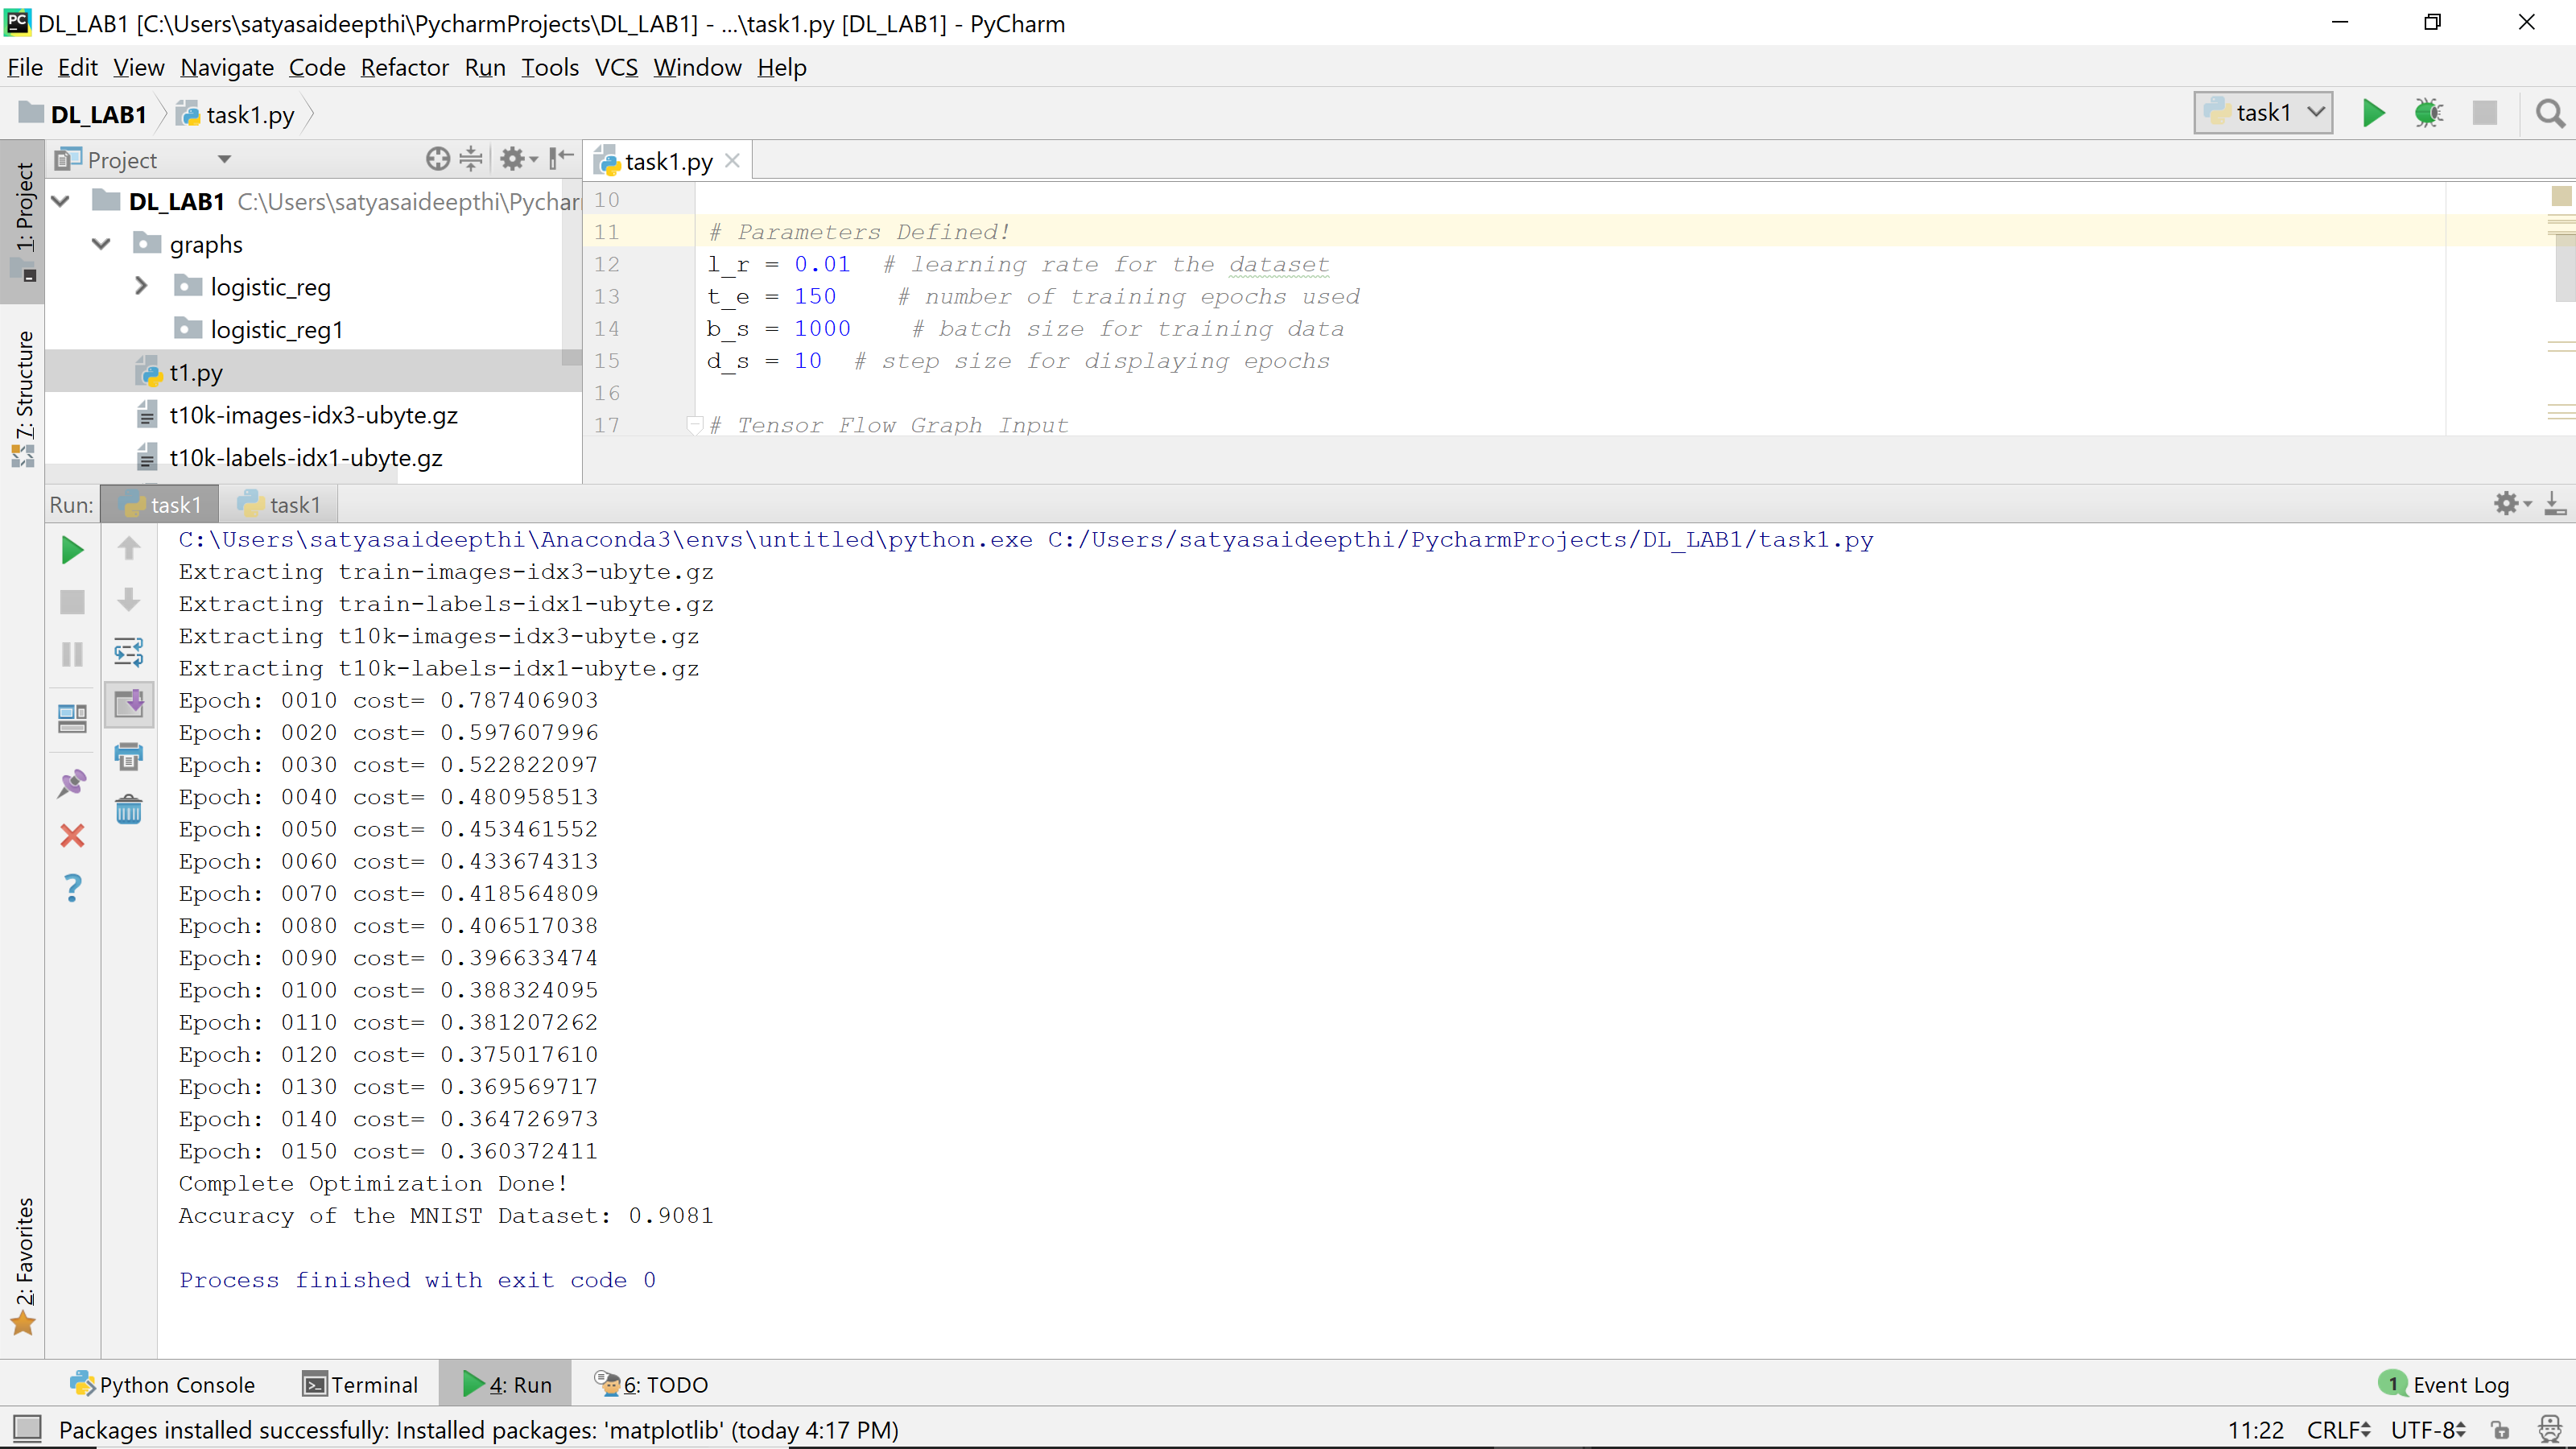 DL_LAB1 [C:\Users\satyasaideepthi\PycharmProjects\DL_LAB1] - ...\task1.py [DL_LAB1] - PyCharm
File Edit View Navigate Code Refactor Run Tools VCS Window Help
DL_LAB1 task1.py task1
1: Project
7: Structure
2: Favorites
Project
DL_LAB1 C:\Users\satyasaideepthi\Pychar
graphs
logistic_reg
logistic_reg1
t1.py
t10k-images-idx3-ubyte.gz
t10k-labels-idx1-ubyte.gz
task1.py
10
11 # Parameters Defined!
12 l_r = 0.01 # learning rate for the dataset
13 t_e = 150 # number of training epochs used
14 b_s = 1000 # batch size for training data
15 d_s = 10 # step size for displaying epochs
16
17 # Tensor Flow Graph Input
Run: task1 task1
C:\Users\satyasaideepthi\Anaconda3\envs\untitled\python.exe C:/Users/satyasaideepthi/PycharmProjects/DL_LAB1/task1.py
Extracting train-images-idx3-ubyte.gz
Extracting train-labels-idx1-ubyte.gz
Extracting t10k-images-idx3-ubyte.gz
Extracting t10k-labels-idx1-ubyte.gz
Epoch: 0010 cost= 0.787406903
Epoch: 0020 cost= 0.597607996
Epoch: 0030 cost= 0.522822097
Epoch: 0040 cost= 0.480958513
Epoch: 0050 cost= 0.453461552
Epoch: 0060 cost= 0.433674313
Epoch: 0070 cost= 0.418564809
Epoch: 0080 cost= 0.406517038
Epoch: 0090 cost= 0.396633474
Epoch: 0100 cost= 0.388324095
Epoch: 0110 cost= 0.381207262
Epoch: 0120 cost= 0.375017610
Epoch: 0130 cost= 0.369569717
Epoch: 0140 cost= 0.364726973
Epoch: 0150 cost= 0.360372411
Complete Optimization Done!
Accuracy of the MNIST Dataset: 0.9081
Process finished with exit code 0
Python Console Terminal 4: Run 6: TODO 1 Event Log
Packages installed successfully: Installed packages: 'matplotlib' (today 4:17 PM) 11:22 CRLF UTF-8